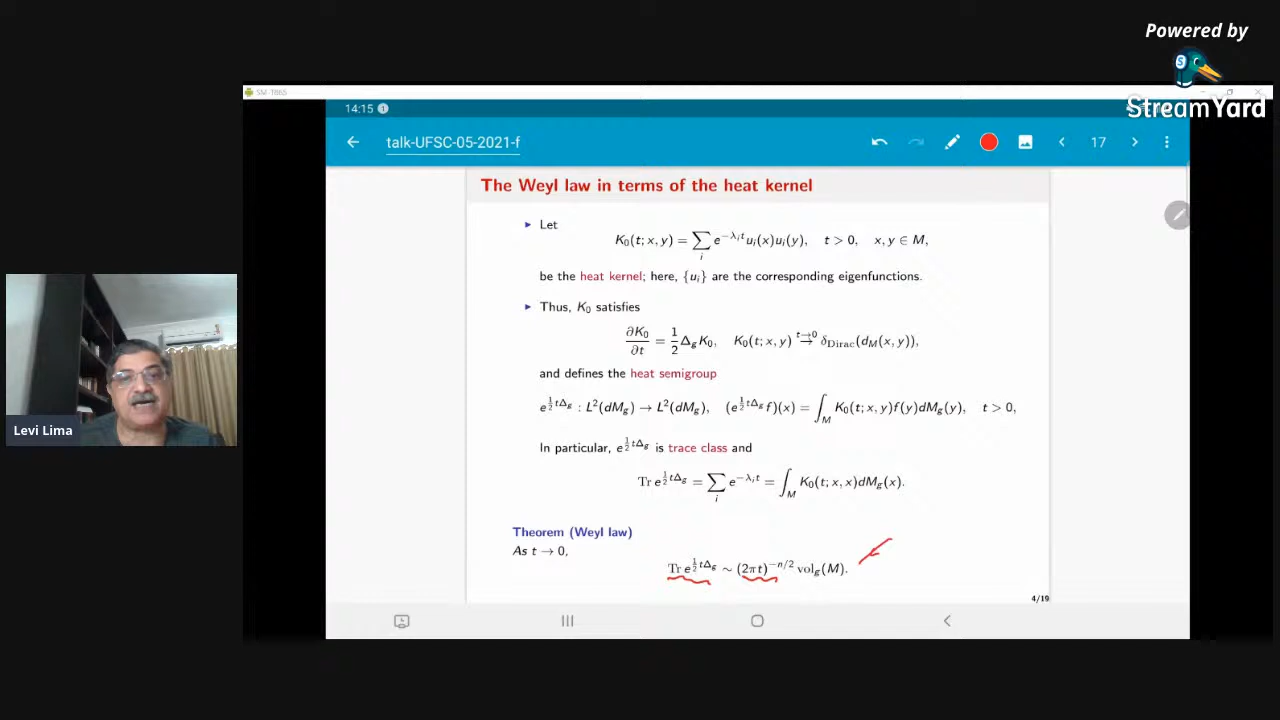 Powered by
StreamYard
SM-T865
14:15
talk-UFSC-05-2021-f
17
The Weyl law in terms of the heat kernel
▶ Let
K₀(t; x, y) = ∑ᵢ e^{−λᵢt}uᵢ(x)uᵢ(y), t > 0, x, y ∈ M,
be the heat kernel; here, {uᵢ} are the corresponding eigenfunctions.
▶ Thus, K₀ satisfies
∂K₀/∂t = ½Δ_g K₀, K₀(t; x, y) →^{t→0} δ_Dirac(d_M(x, y)),
and defines the heat semigroup
e^{½tΔ_g} : L²(dM_g) → L²(dM_g), (e^{½tΔ_g}f)(x) = ∫_M K₀(t; x, y)f(y)dM_g(y), t > 0,
In particular, e^{½tΔ_g} is trace class and
Tr e^{½tΔ_g} = ∑ᵢ e^{−λᵢt} = ∫_M K₀(t; x, x)dM_g(x).
Theorem (Weyl law)
As t → 0,
Tr e^{½tΔ_g} ∼ (2πt)^{−n/2} vol_g(M).
4/19
Levi Lima